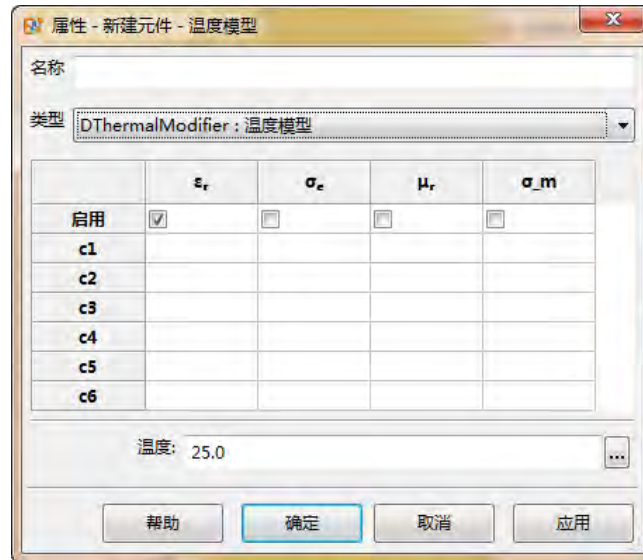 属性 - 新建元件 - 温度模型
名称
类型 DThermalModifier : 温度模型
εᵣ σₑ μᵣ σ_m
启用
c1
c2
c3
c4
c5
c6
温度: 25.0 ...
帮助 确定 取消 应用